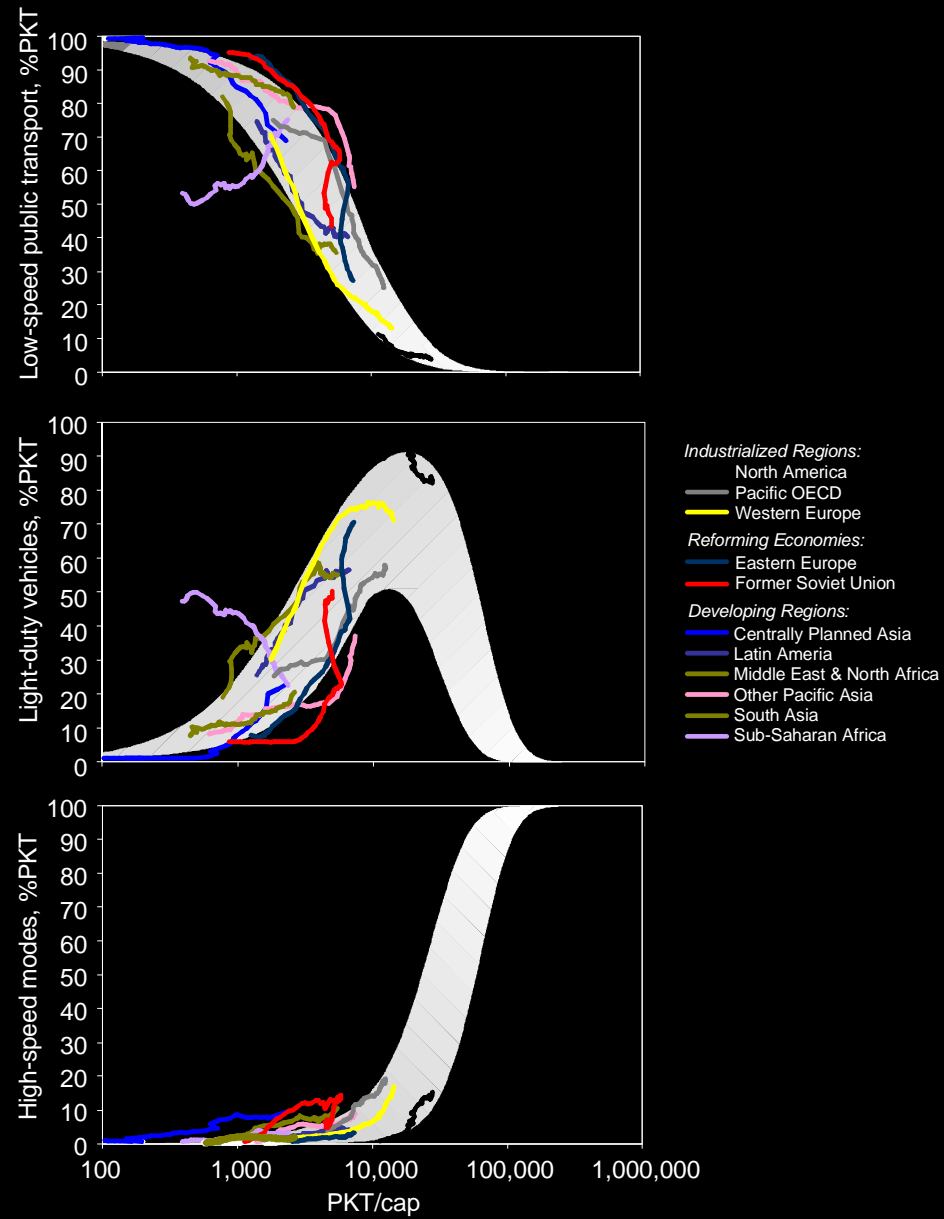 Low-speed public transport, %PKT
100
90
80
70
60
50
40
30
20
10
0
Light-duty vehicles, %PKT
100
90
80
70
60
50
40
30
20
10
0
Industrialized Regions:
North America
Pacific OECD
Western Europe
Reforming Economies:
Eastern Europe
Former Soviet Union
Developing Regions:
Centrally Planned Asia
Latin Ameria
Middle East & North Africa
Other Pacific Asia
South Asia
Sub-Saharan Africa
High-speed modes, %PKT
100
90
80
70
60
50
40
30
20
10
0
100 1,000 10,000 100,000 1,000,000
PKT/cap